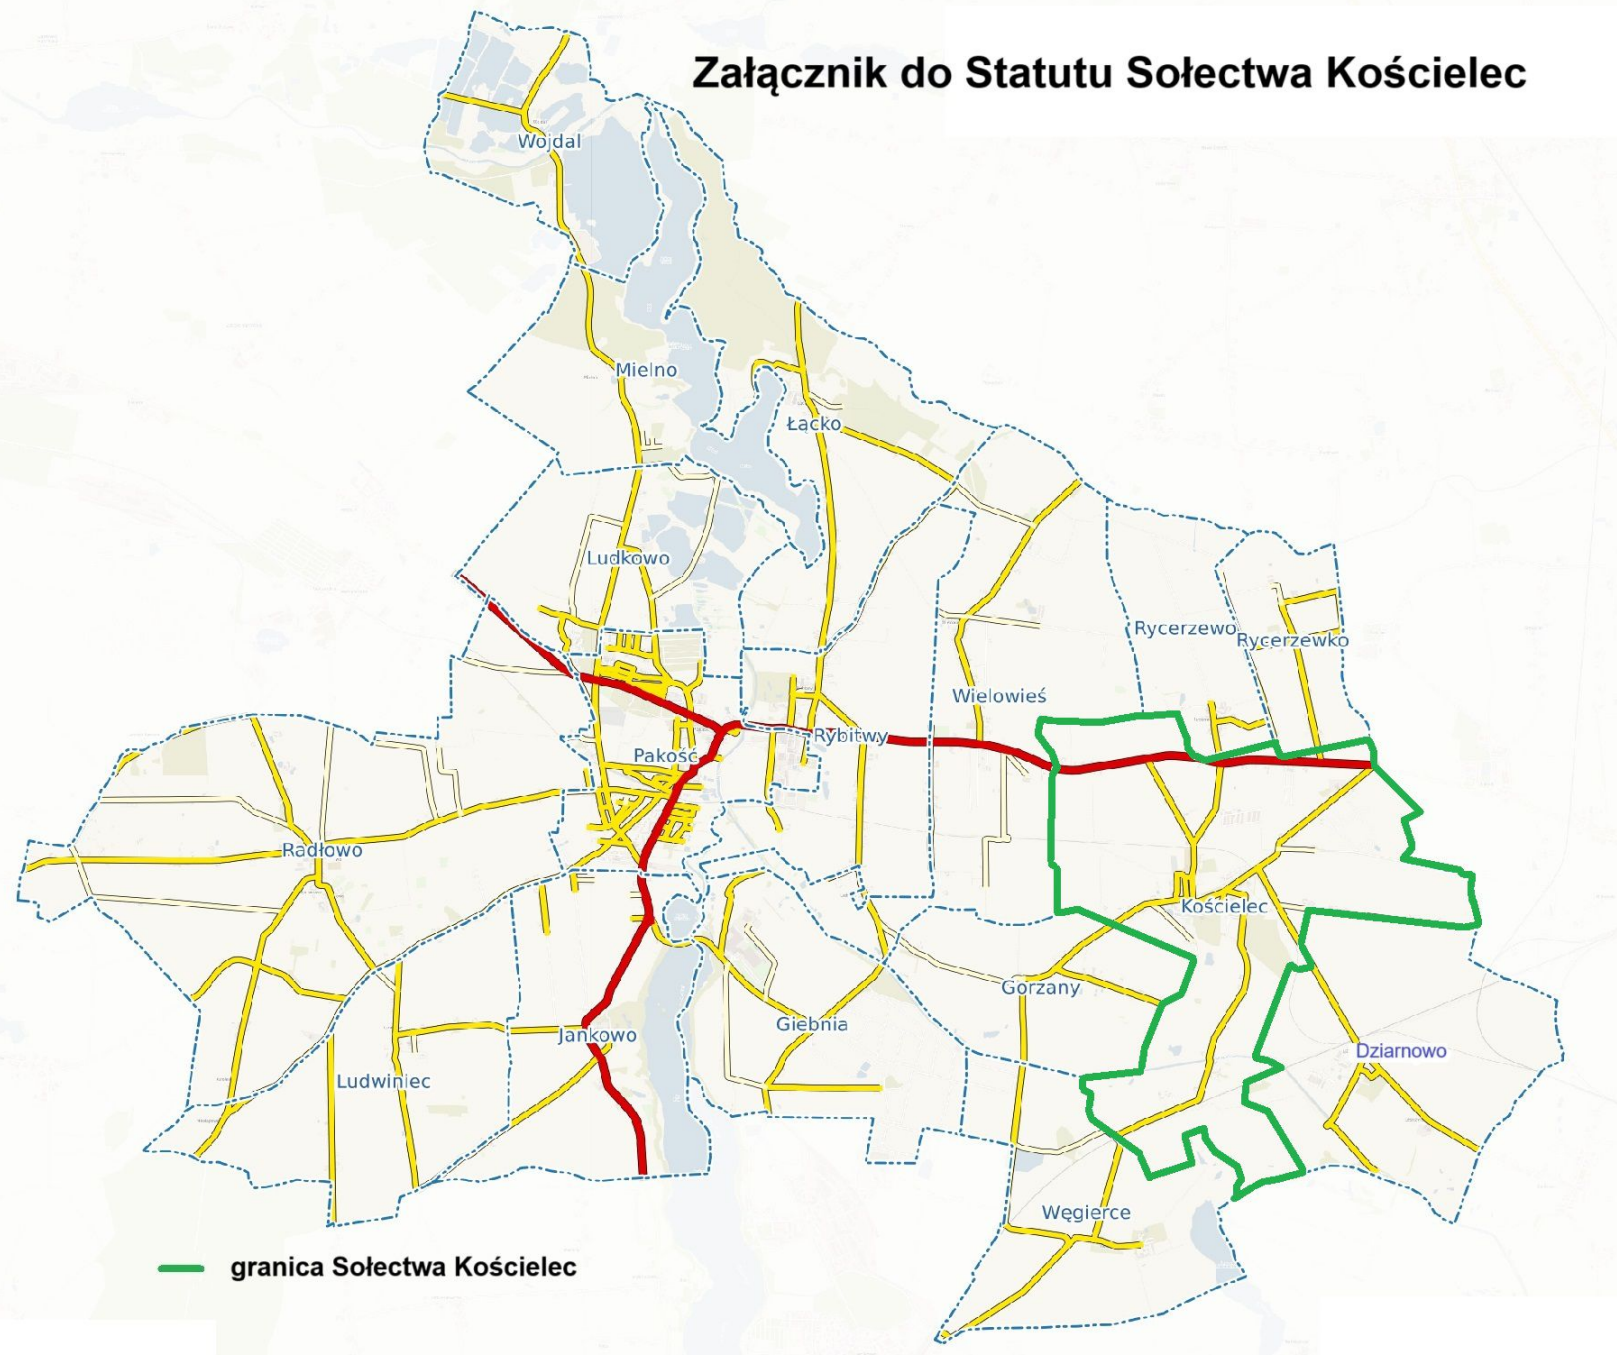 Załącznik do Statutu Sołectwa Kościelec
Wojdal
Mielno
Łącko
Ludkowo
Rycerzewo
Rycerzewko
Wielowieś
Rybitwy
Pakość
Radłowo
Kościelec
Gorzany
Giebnia
Jankowo
Dziarnowo
Ludwiniec
Węgierce
granica Sołectwa Kościelec